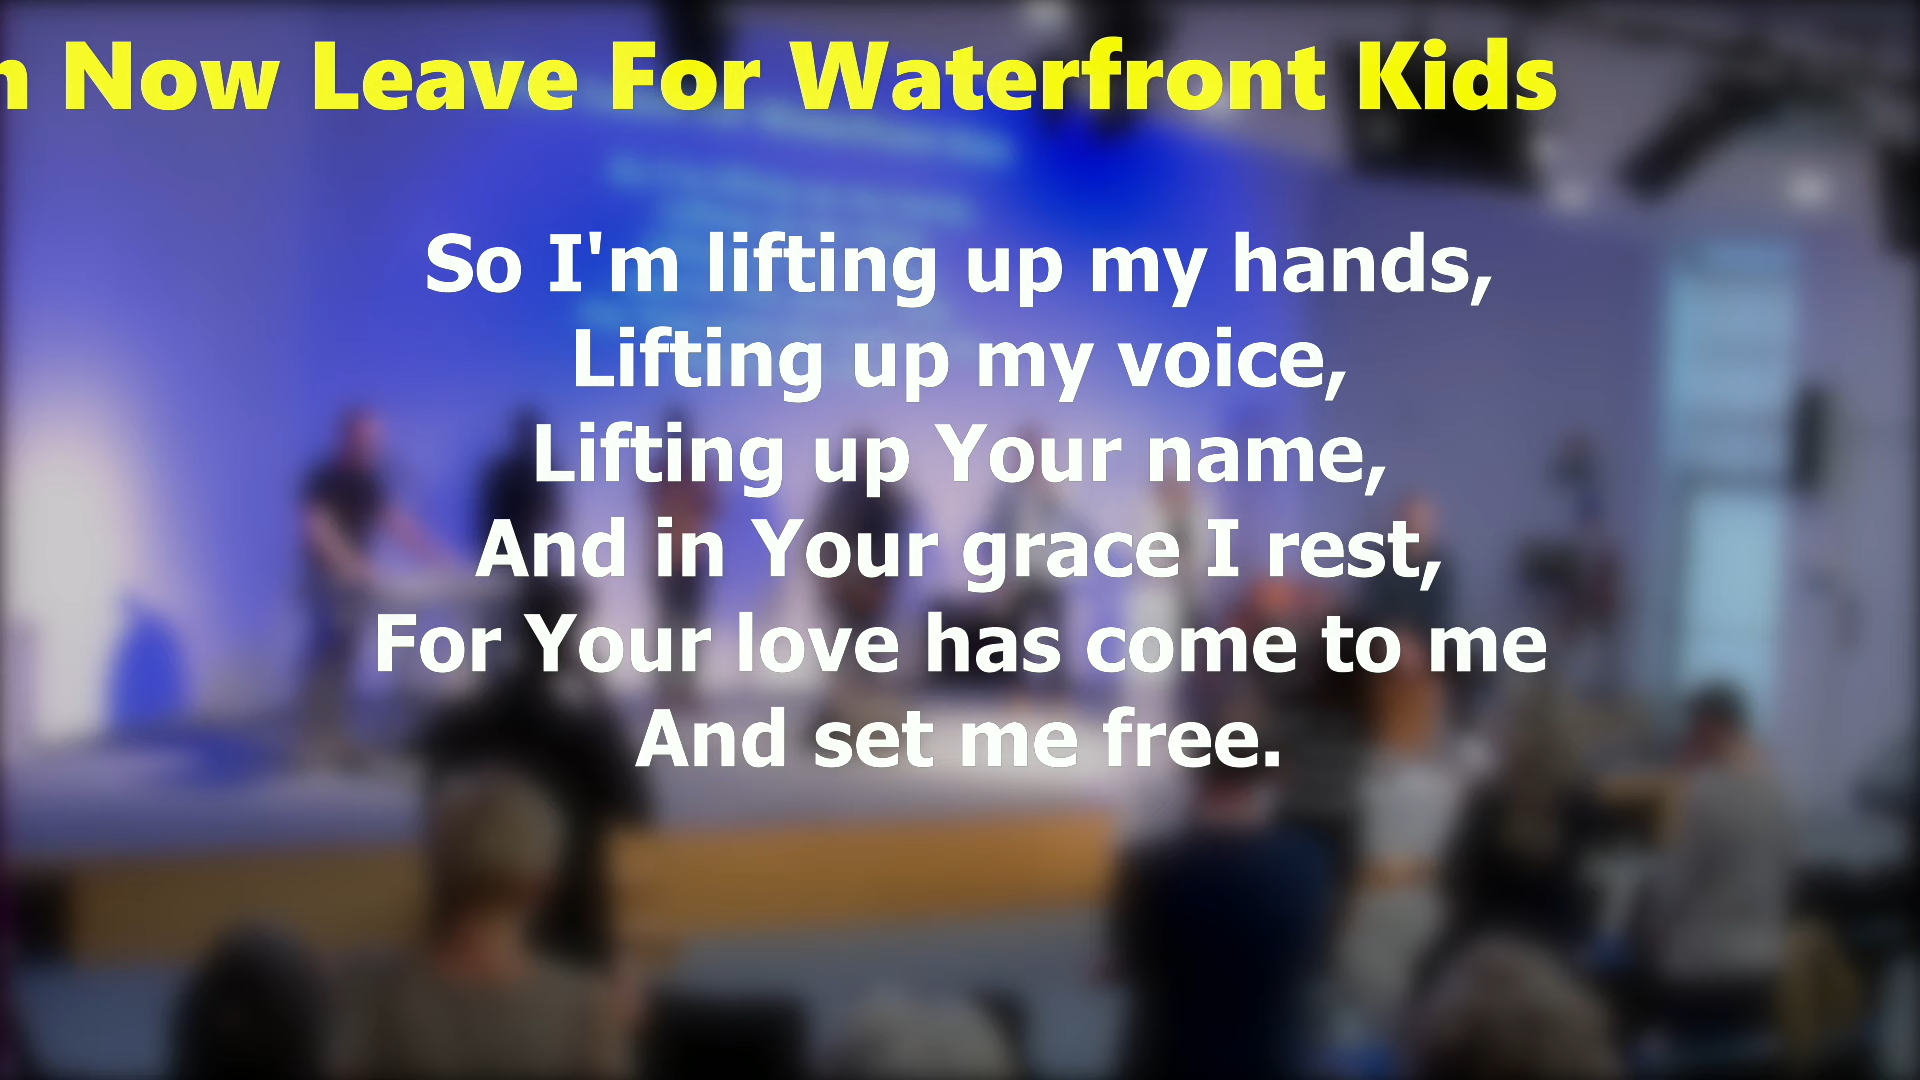 Now Leave For Waterfront Kids
So I'm lifting up my hands,
Lifting up my voice,
Lifting up Your name,
And in Your grace I rest,
For Your love has come to me
And set me free.